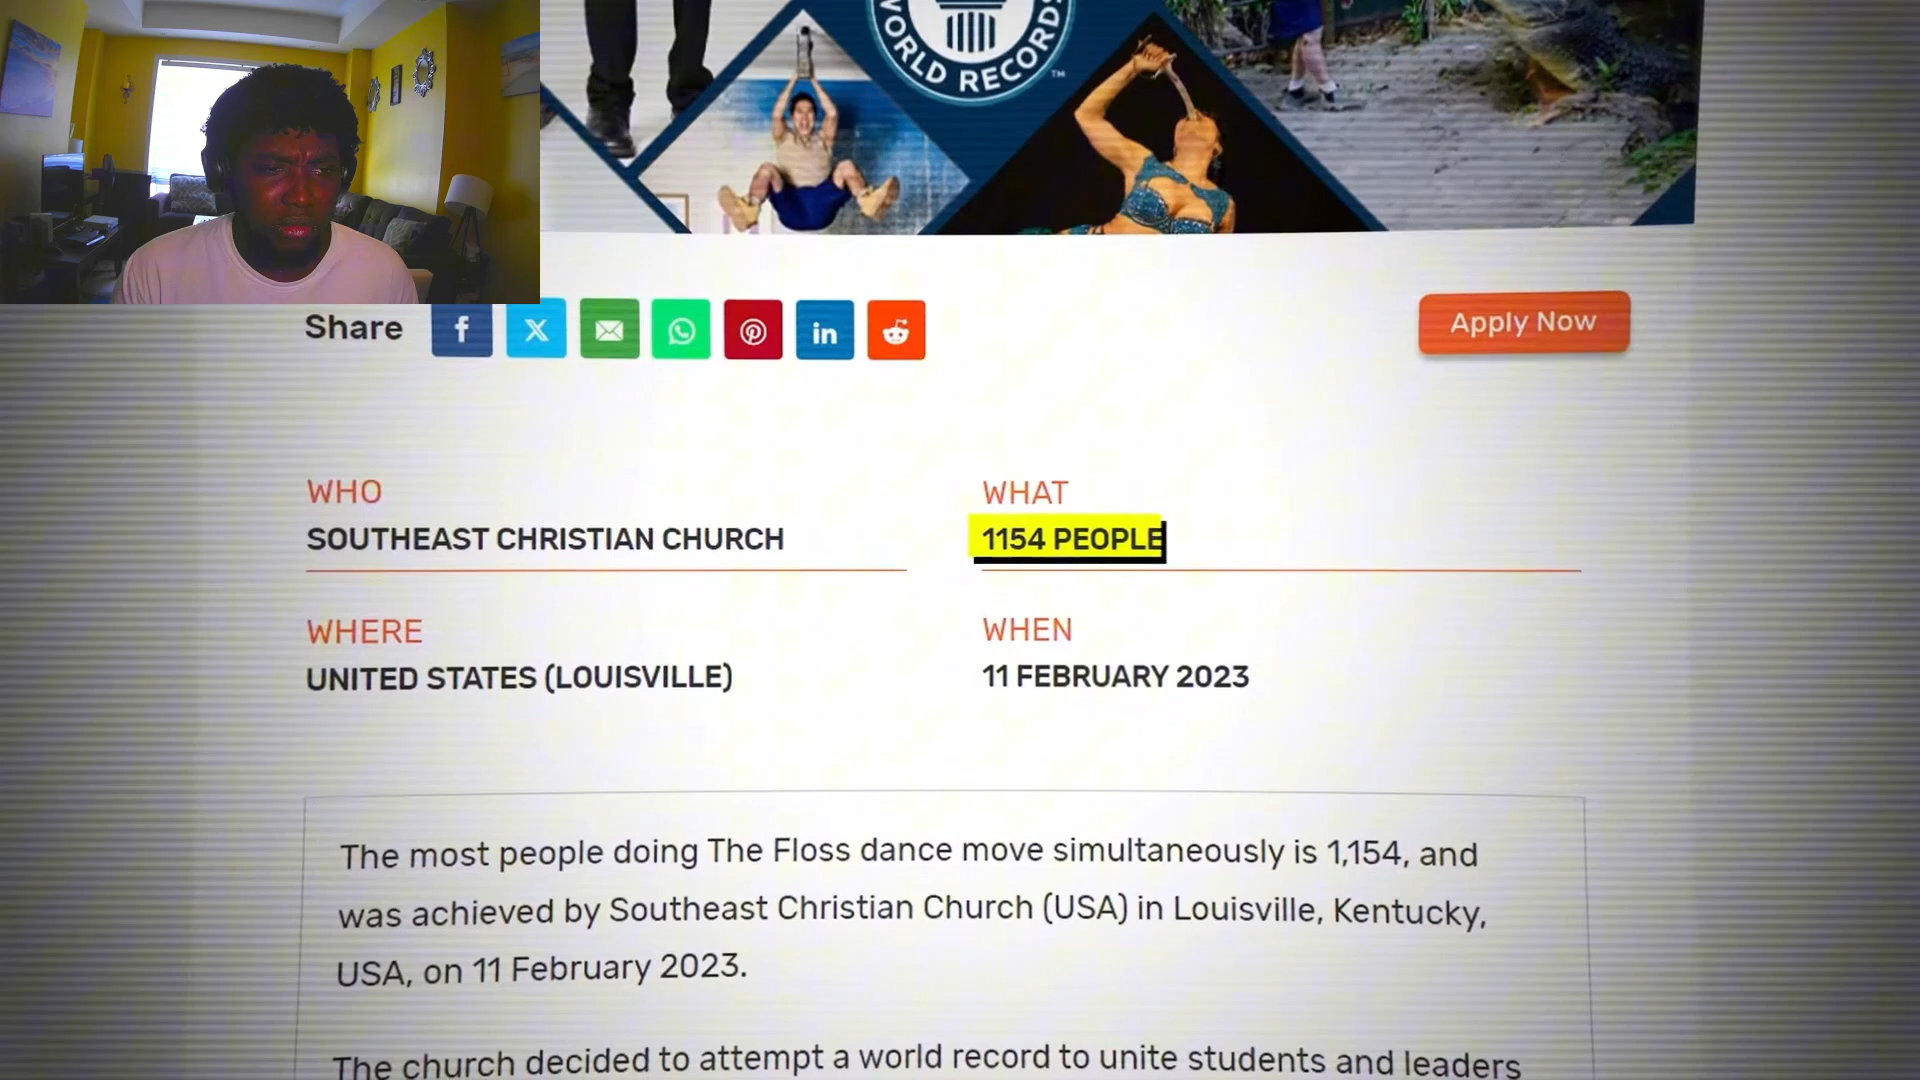 WORLD RECORDS™
Share
Apply Now
WHO
SOUTHEAST CHRISTIAN CHURCH
WHAT
1154 PEOPLE
WHERE
UNITED STATES (LOUISVILLE)
WHEN
11 FEBRUARY 2023
The most people doing The Floss dance move simultaneously is 1,154, and
was achieved by Southeast Christian Church (USA) in Louisville, Kentucky,
USA, on 11 February 2023.
The church decided to attempt a world record to unite students and leaders